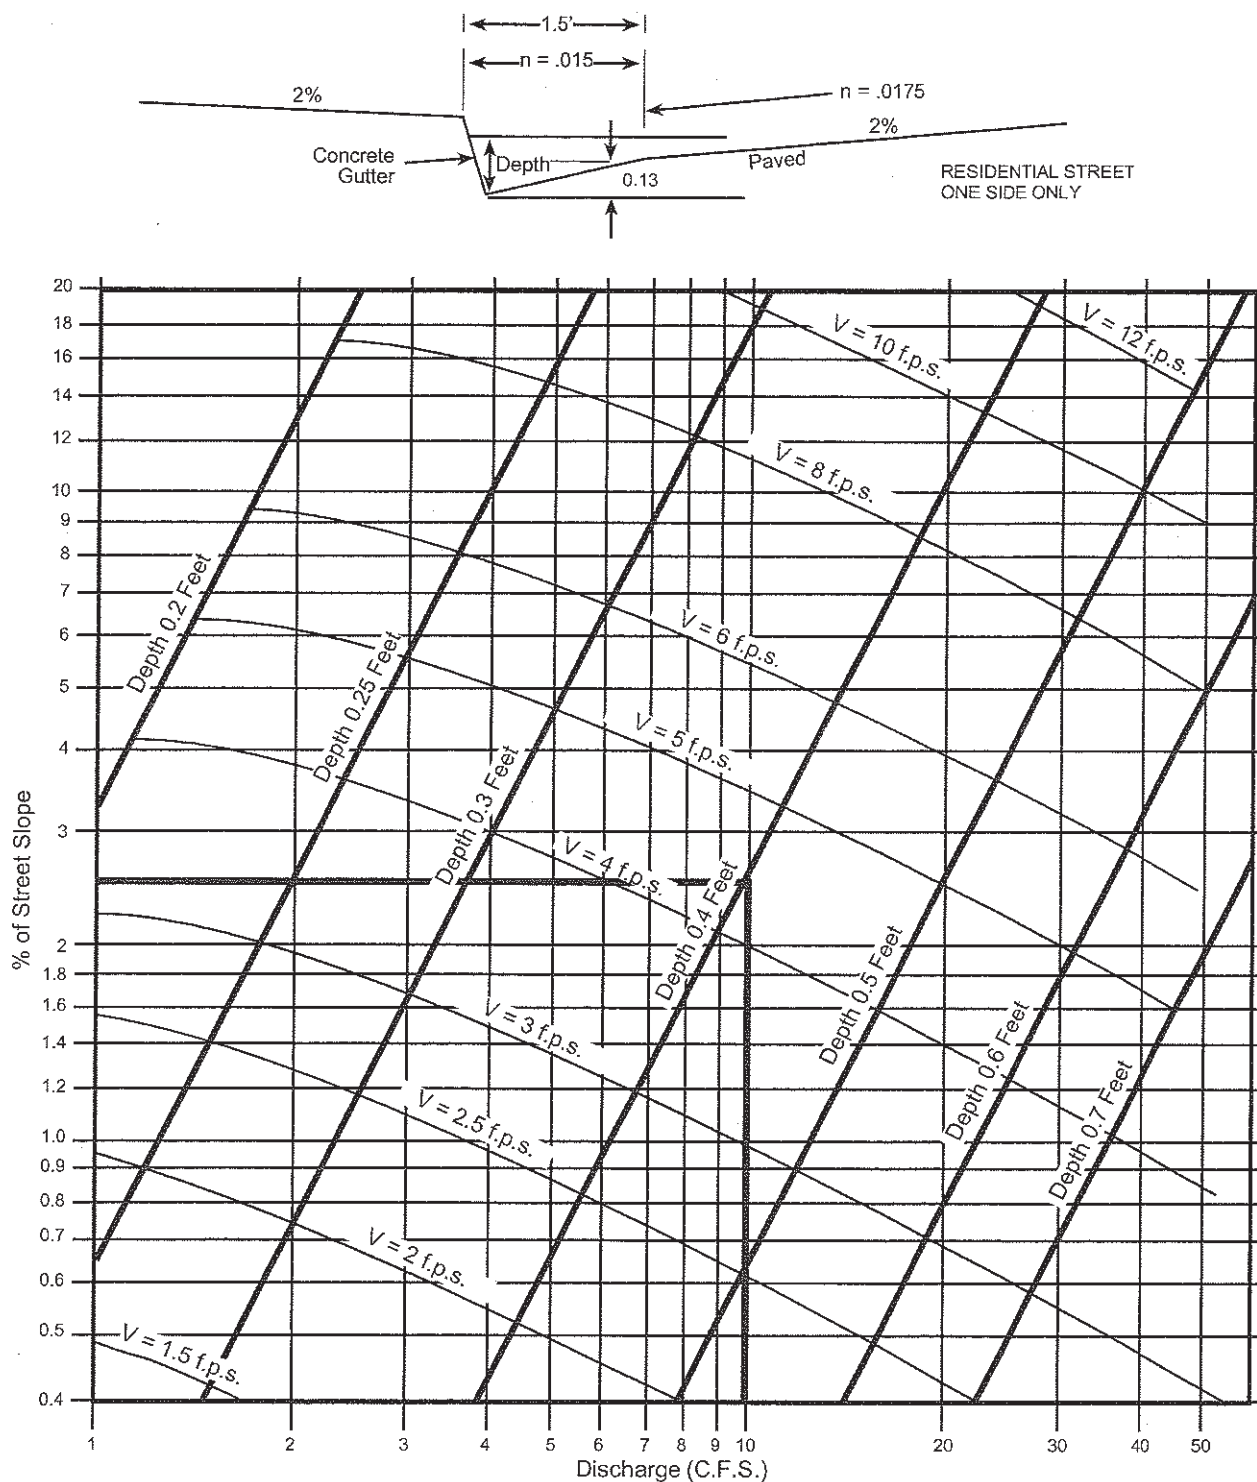 1.5'
n = .015
2%
n = .0175
2%
Concrete
Gutter
Depth
0.13
Paved
RESIDENTIAL STREET
ONE SIDE ONLY
% of Street Slope
20
18
16
14
12
10
9
8
7
6
5
4
3
2
1.8
1.6
1.4
1.2
1.0
0.9
0.8
0.7
0.6
0.5
0.4
V = 12 f.p.s.
V = 10 f.p.s.
V = 8 f.p.s.
V = 6 f.p.s.
V = 5 f.p.s.
V = 4 f.p.s.
V = 3 f.p.s.
V = 2.5 f.p.s.
V = 2 f.p.s.
V = 1.5 f.p.s.
Depth 0.2 Feet
Depth 0.25 Feet
Depth 0.3 Feet
Depth 0.4 Feet
Depth 0.5 Feet
Depth 0.6 Feet
Depth 0.7 Feet
1 2 3 4 5 6 7 8 9 10 20 30 40 50
Discharge (C.F.S.)